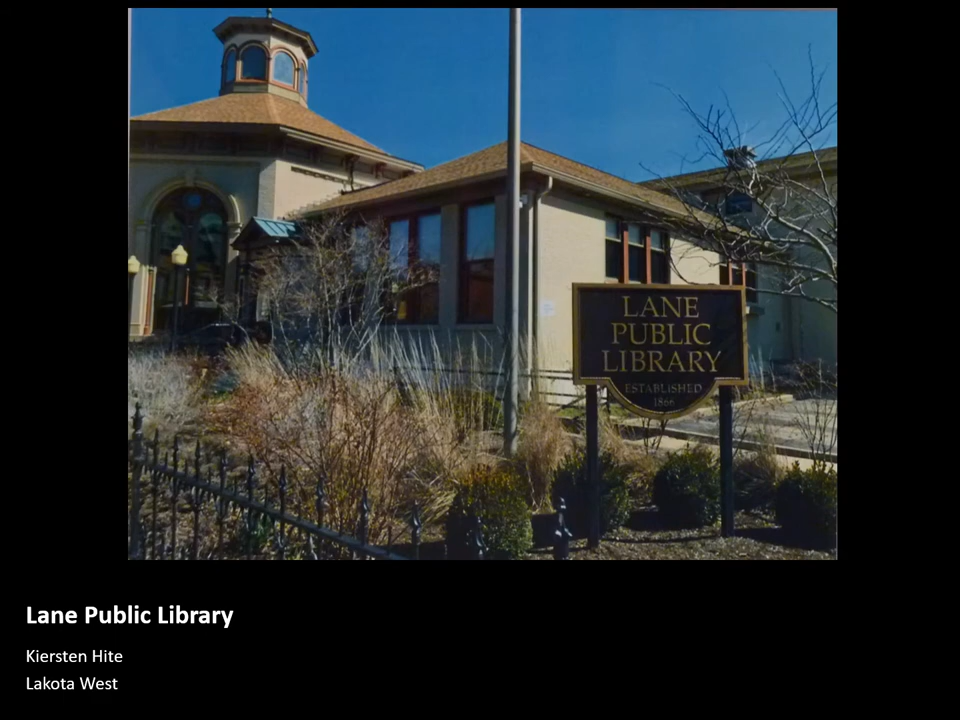 LANE
PUBLIC
LIBRARY
ESTABLISHED
1866
Lane Public Library
Kiersten Hite
Lakota West